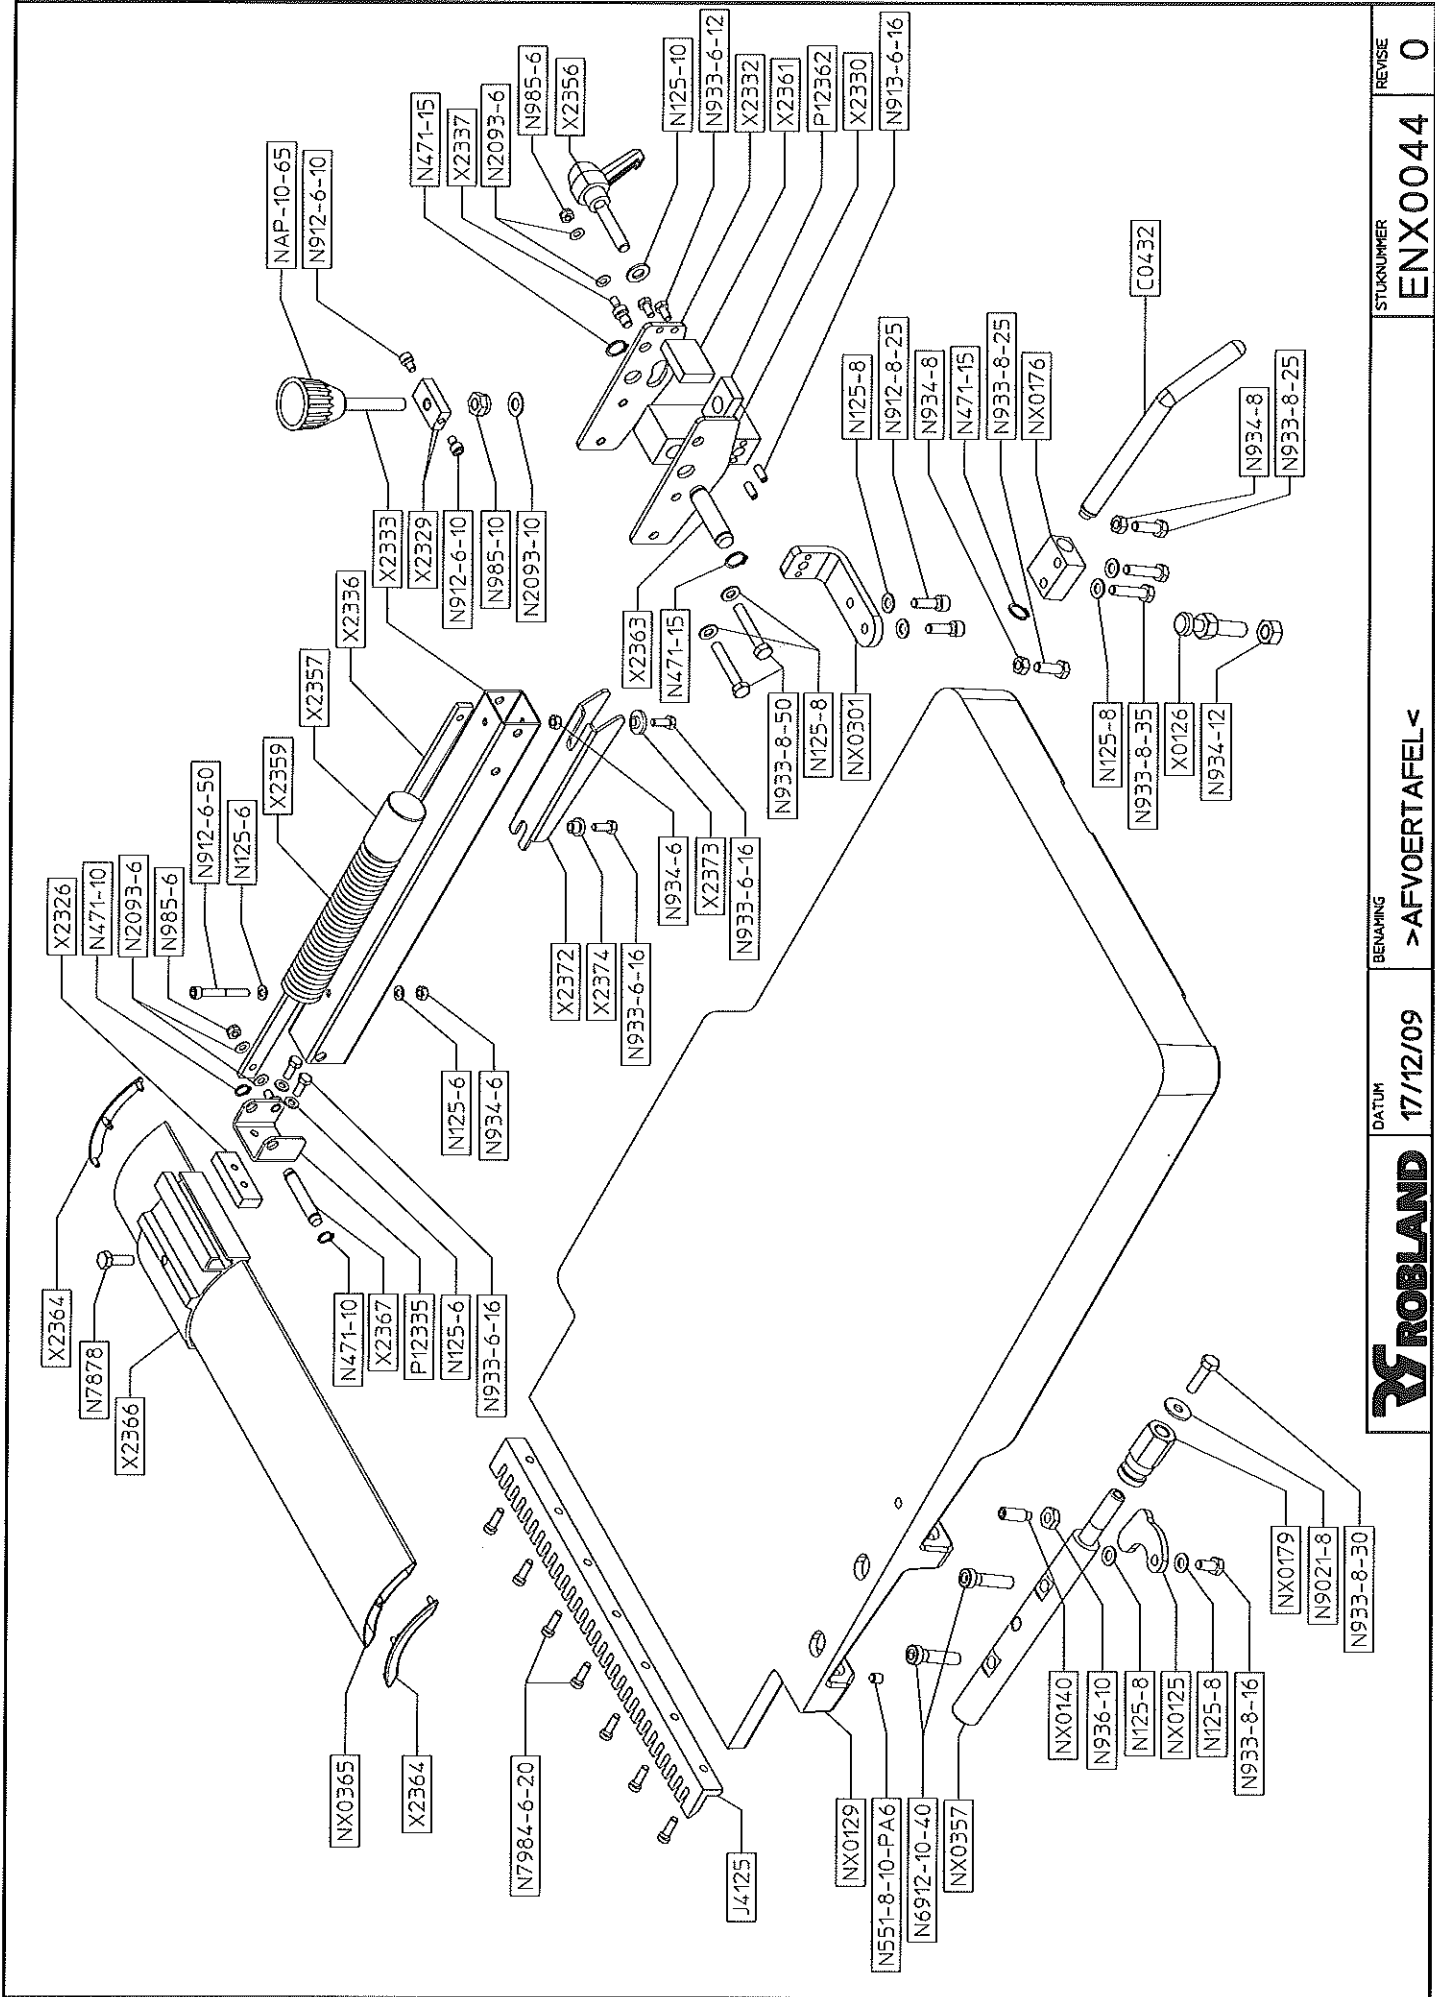 X2364
N7878
X2366
X2326
N471-10
N2093-6
N985-6
N912-6-50
N125-6
X2359
X2357
X2336
X2333
X2329
N912-6-10
N985-10
N2093-10
NAP-10-65
N912-6-10
N471-15
X2337
N2093-6
N985-6
X2356
N125-10
N933-6-12
X2332
X2361
P12362
X2330
N913-6-16
NX0365
X2364
N471-10
X2367
P12335
N125-6
N933-6-16
N125-6
N934-6
X2372
X2374
N933-6-16
N934-6
X2373
N933-6-16
X2363
N471-15
N933-8-50
N125-8
NX0301
N125-8
N912-8-25
N934-8
N471-15
N933-8-25
NX0176
C0432
N7984-6-20
J4125
NX0129
N551-8-10-PA6
N6912-10-40
NX0357
NX0140
N936-10
N125-8
NX0125
N125-8
N933-8-16
NX0179
N9021-8
N933-8-30
N125-8
N933-8-35
X0126
N934-12
N934-8
N933-8-25
ROBLAND
DATUM
17/12/09
BENAMING
>AFVOERTAFEL<
STUKNUMMER
ENX0044
REVISIE
0